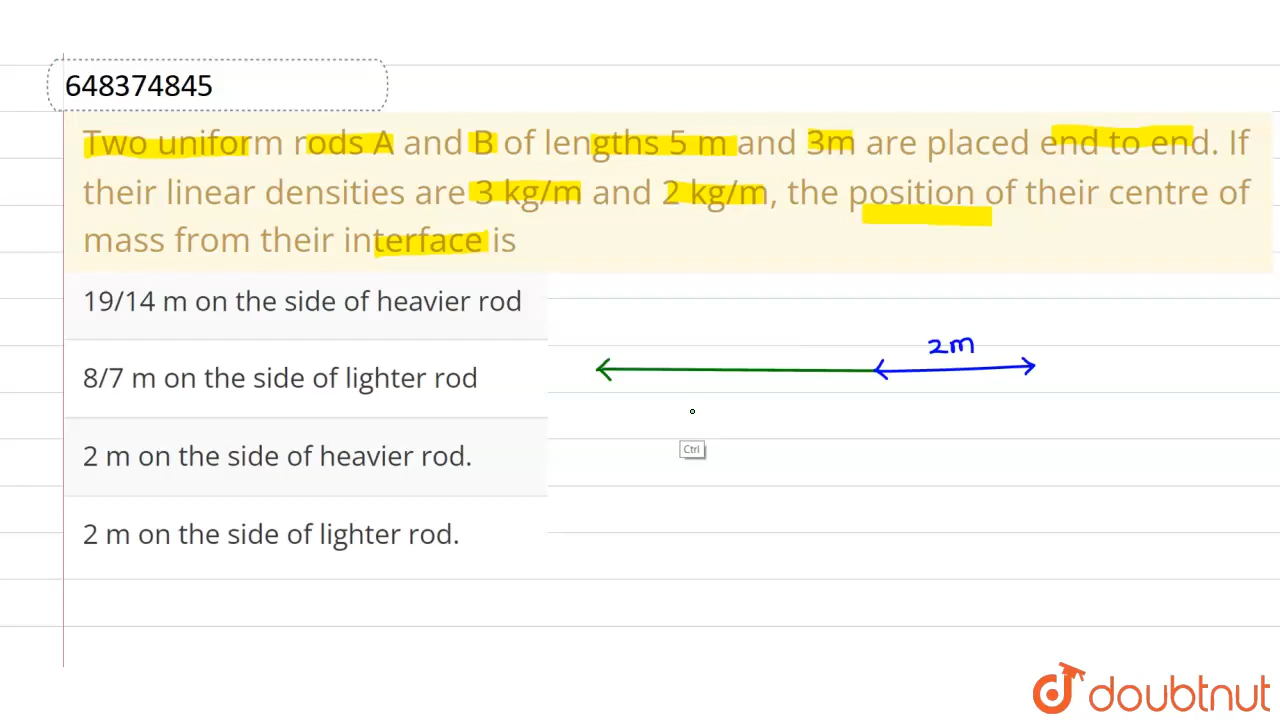 648374845
Two uniform rods A and B of lengths 5 m and 3m are placed end to end. If
their linear densities are 3 kg/m and 2 kg/m, the position of their centre of
mass from their interface is
19/14 m on the side of heavier rod
8/7 m on the side of lighter rod
2m
Ctrl
2 m on the side of heavier rod.
2 m on the side of lighter rod.
doubtnut